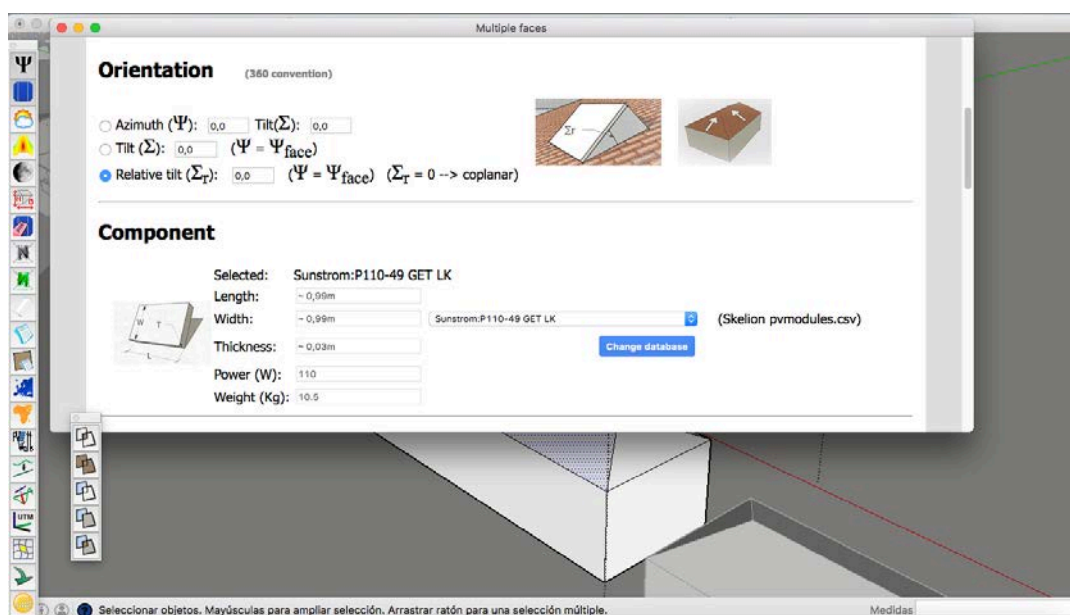 Multiple faces
Orientation (360 convention)
Azimuth (Ψ): 0,0 Tilt(Σ): 0,0
Tilt (Σ): 0,0 (Ψ = Ψface)
Relative tilt (Σr): 0,0 (Ψ = Ψface) (Σr = 0 --> coplanar)
Σr
Component
Selected: Sunstrom:P110-49 GET LK
Length: ~ 0,99m
Width: ~ 0,99m Sunstrom:P110-49 GET LK (Skelion pvmodules.csv)
Thickness: ~ 0,03m Change database
Power (W): 110
Weight (Kg): 10.5
W T
L
Ψ
N
N
UTM
Seleccionar objetos. Mayúsculas para ampliar selección. Arrastrar ratón para una selección múltiple. Medidas